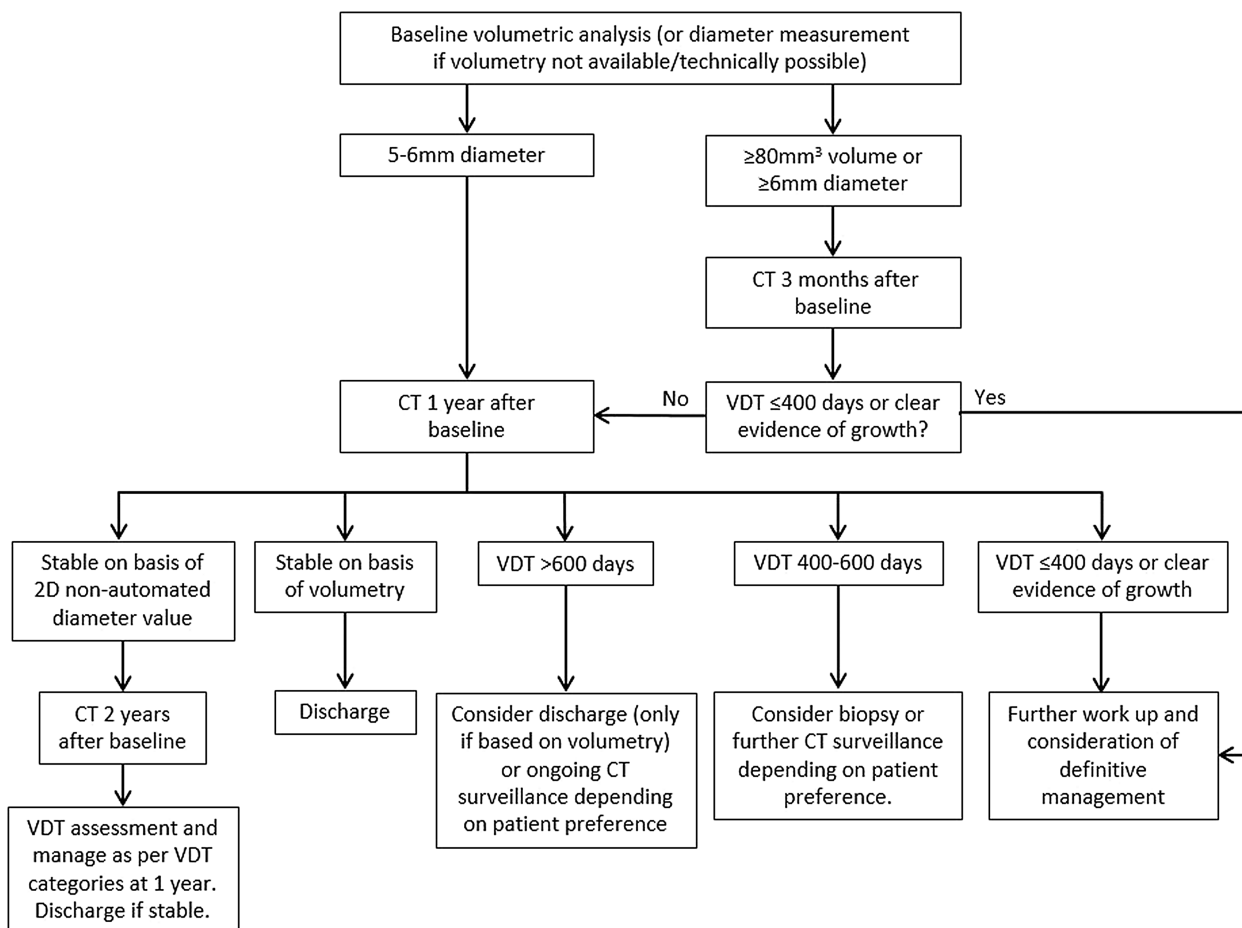 Baseline volumetric analysis (or diameter measurement
if volumetry not available/technically possible)
5-6mm diameter
≥80mm³ volume or
≥6mm diameter
CT 3 months after
baseline
CT 1 year after
baseline
No
VDT ≤400 days or clear
evidence of growth?
Yes
Stable on basis of
2D non-automated
diameter value
Stable on basis
of volumetry
VDT >600 days
VDT 400-600 days
VDT ≤400 days or clear
evidence of growth
CT 2 years
after baseline
Discharge
Consider discharge (only
if based on volumetry)
or ongoing CT
surveillance depending
on patient preference
Consider biopsy or
further CT surveillance
depending on patient
preference.
Further work up and
consideration of
definitive
management
VDT assessment and
manage as per VDT
categories at 1 year.
Discharge if stable.